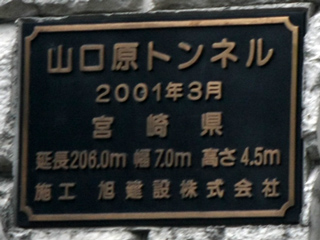 山口原トンネル
2001年3月
宮崎県
延長206.0m 幅7.0m 高さ4.5m
施工 旭建設株式会社